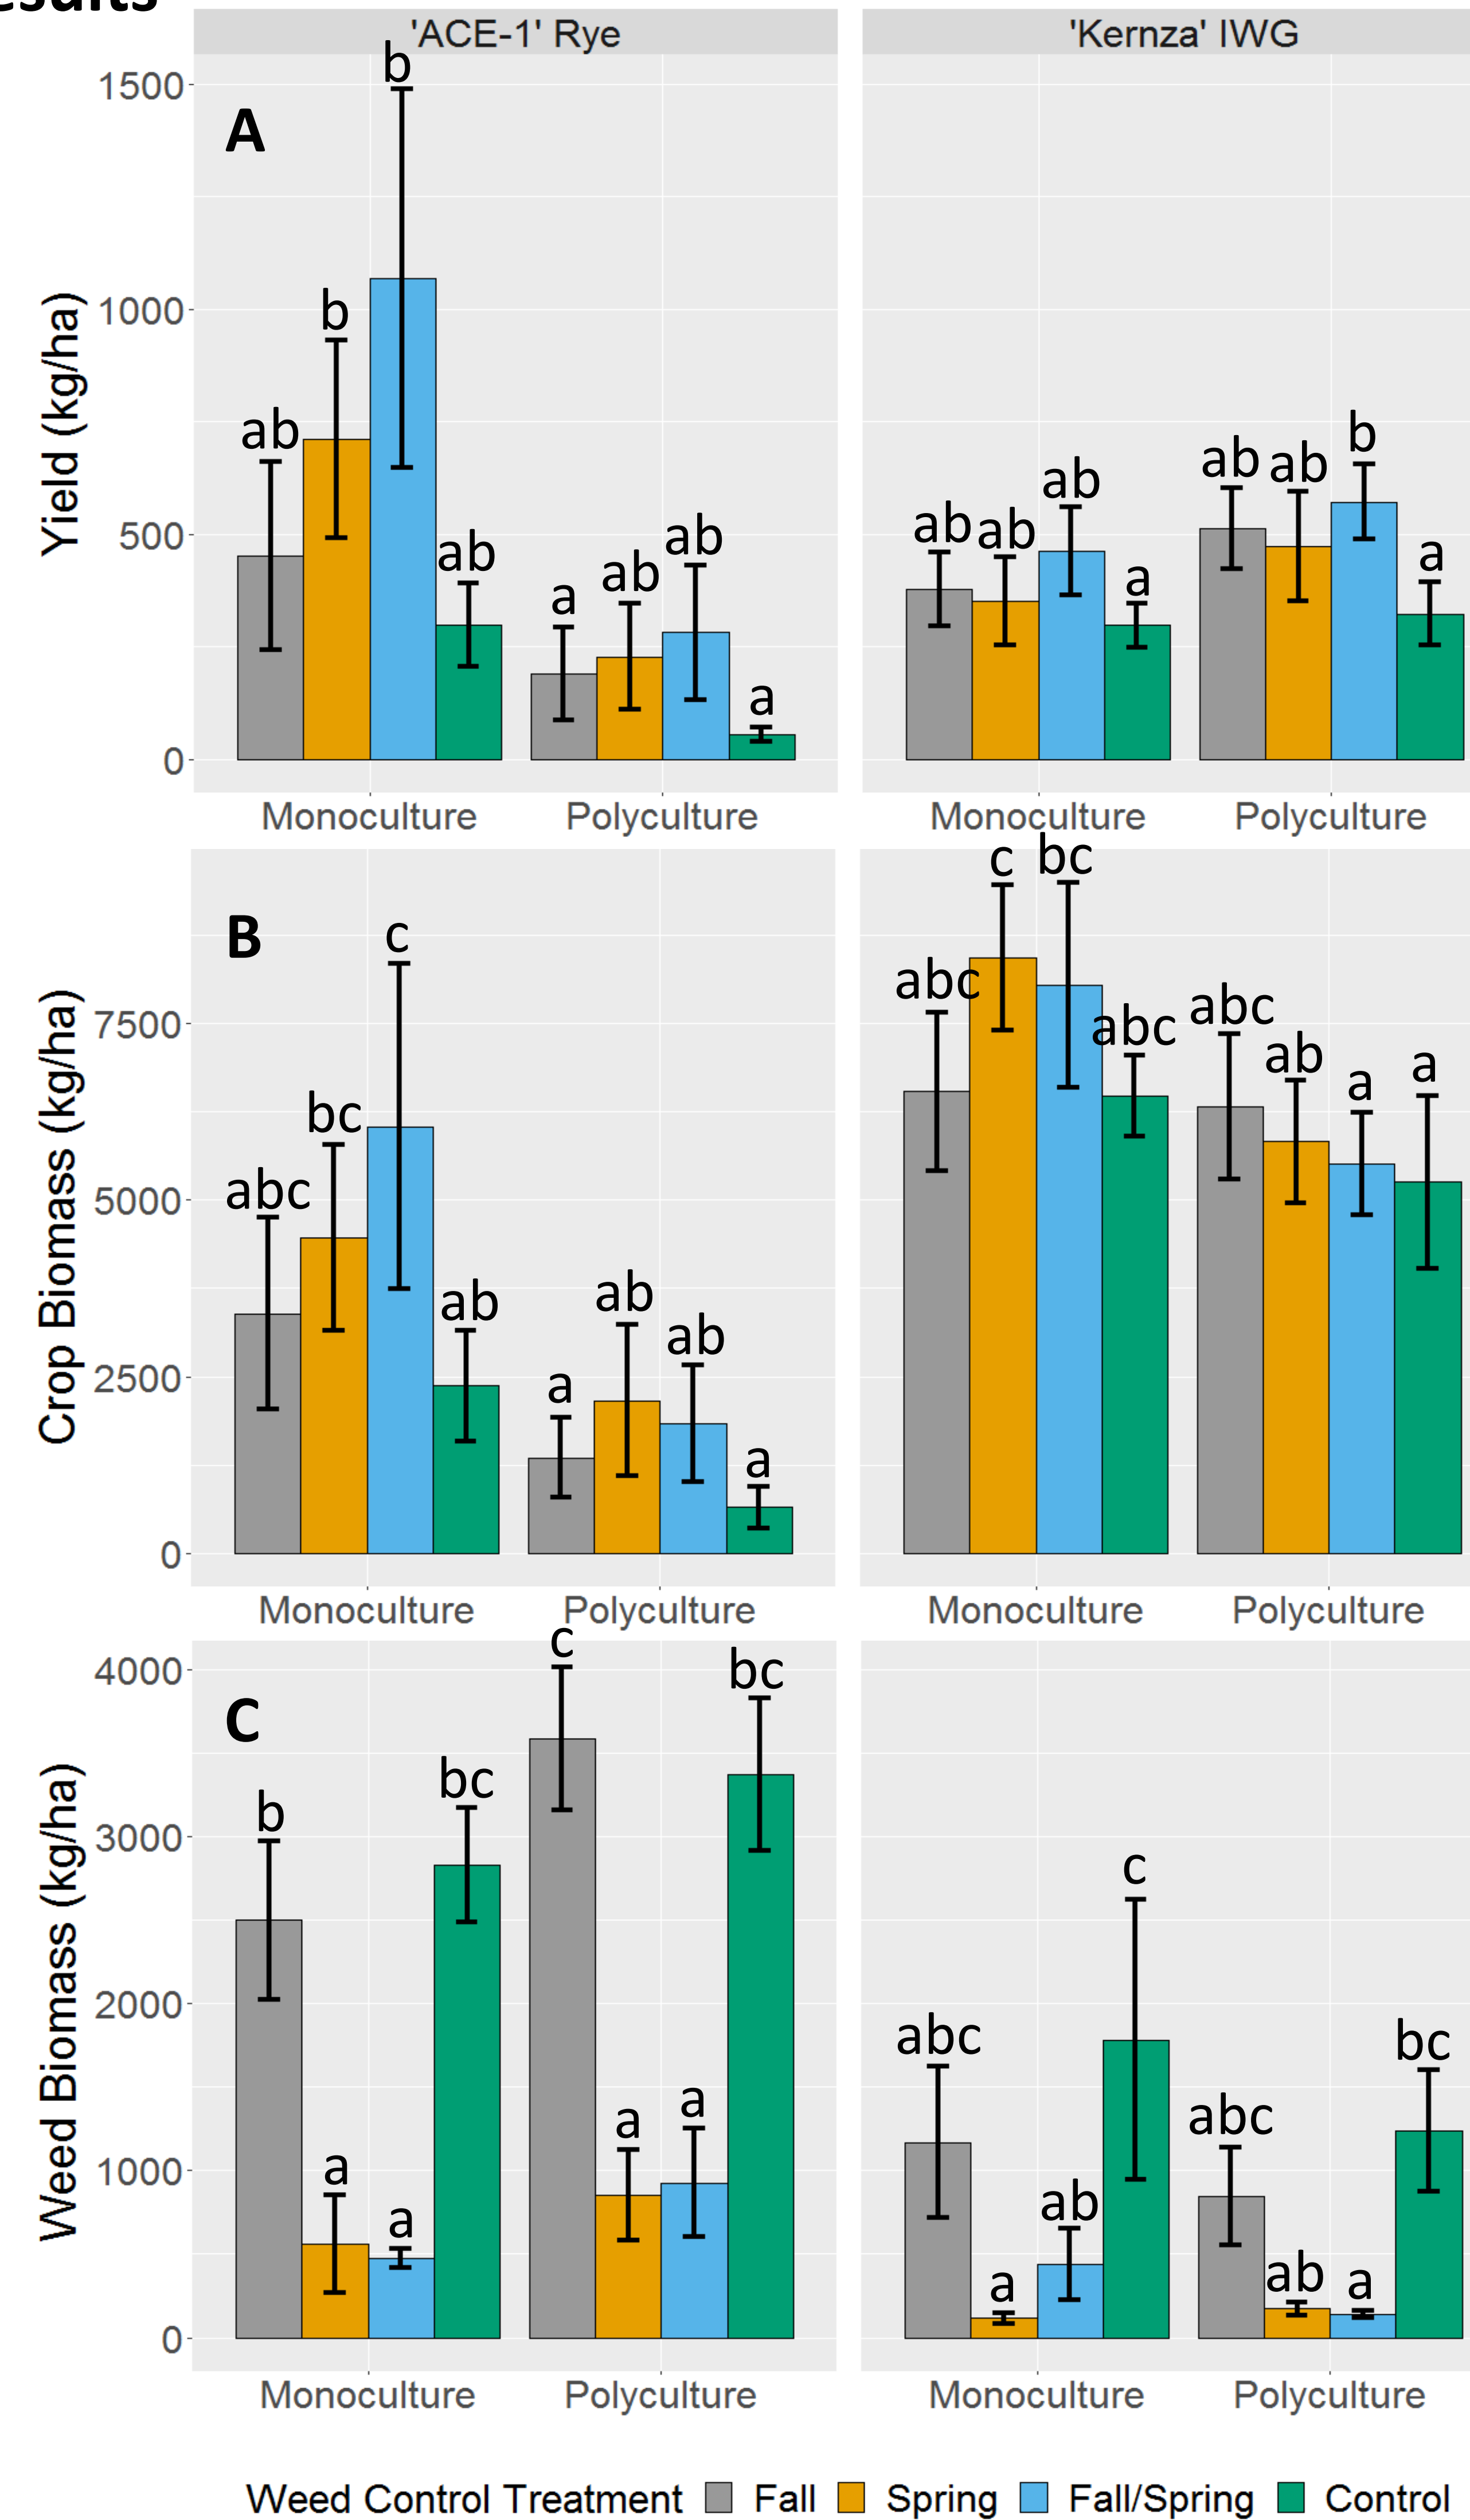 'ACE-1' Rye 'Kernza' IWG
A
Yield (kg/ha)
1500
1000
500
0
ab b b ab a ab ab a
ab ab ab a ab ab b a
Monoculture Polyculture Monoculture Polyculture
B
Crop Biomass (kg/ha)
7500
5000
2500
0
abc bc c ab a ab ab a
abc c bc abc abc ab a a
Monoculture Polyculture Monoculture Polyculture
C
Weed Biomass (kg/ha)
4000
3000
2000
1000
0
b a a bc c a a bc
abc a ab c abc ab a bc
Monoculture Polyculture Monoculture Polyculture
Weed Control Treatment Fall Spring Fall/Spring Control